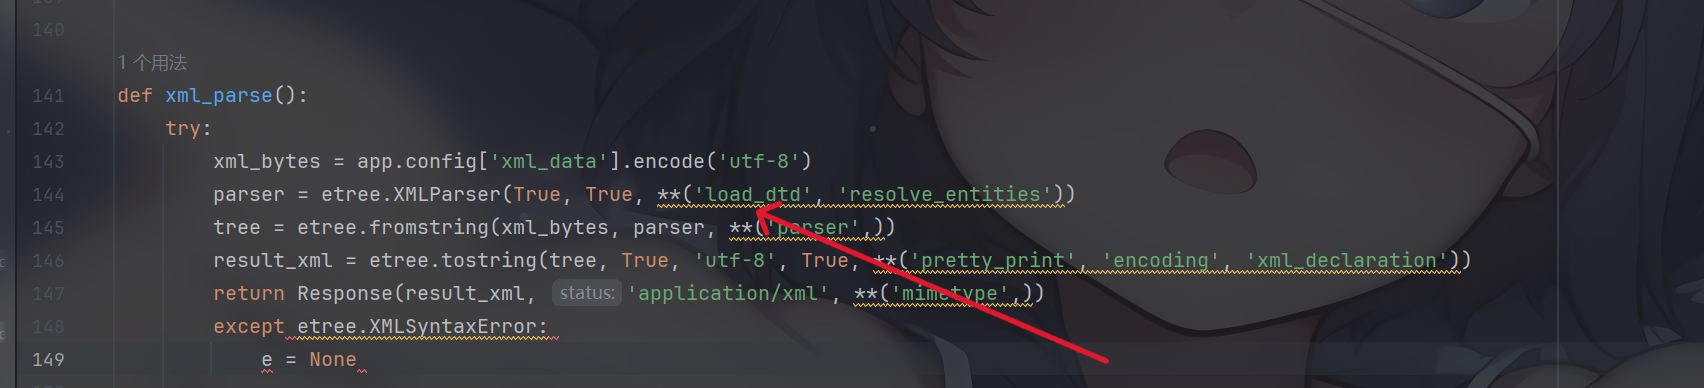 140
1 个用法
141 def xml_parse():
142 try:
143 xml_bytes = app.config['xml_data'].encode('utf-8')
144 parser = etree.XMLParser(True, True, **('load_dtd', 'resolve_entities'))
145 tree = etree.fromstring(xml_bytes, parser, **('parser',))
146 result_xml = etree.tostring(tree, True, 'utf-8', True, **('pretty_print', 'encoding', 'xml_declaration'))
147 return Response(result_xml, status: 'application/xml', **('mimetype',))
148 except etree.XMLSyntaxError:
149 e = None